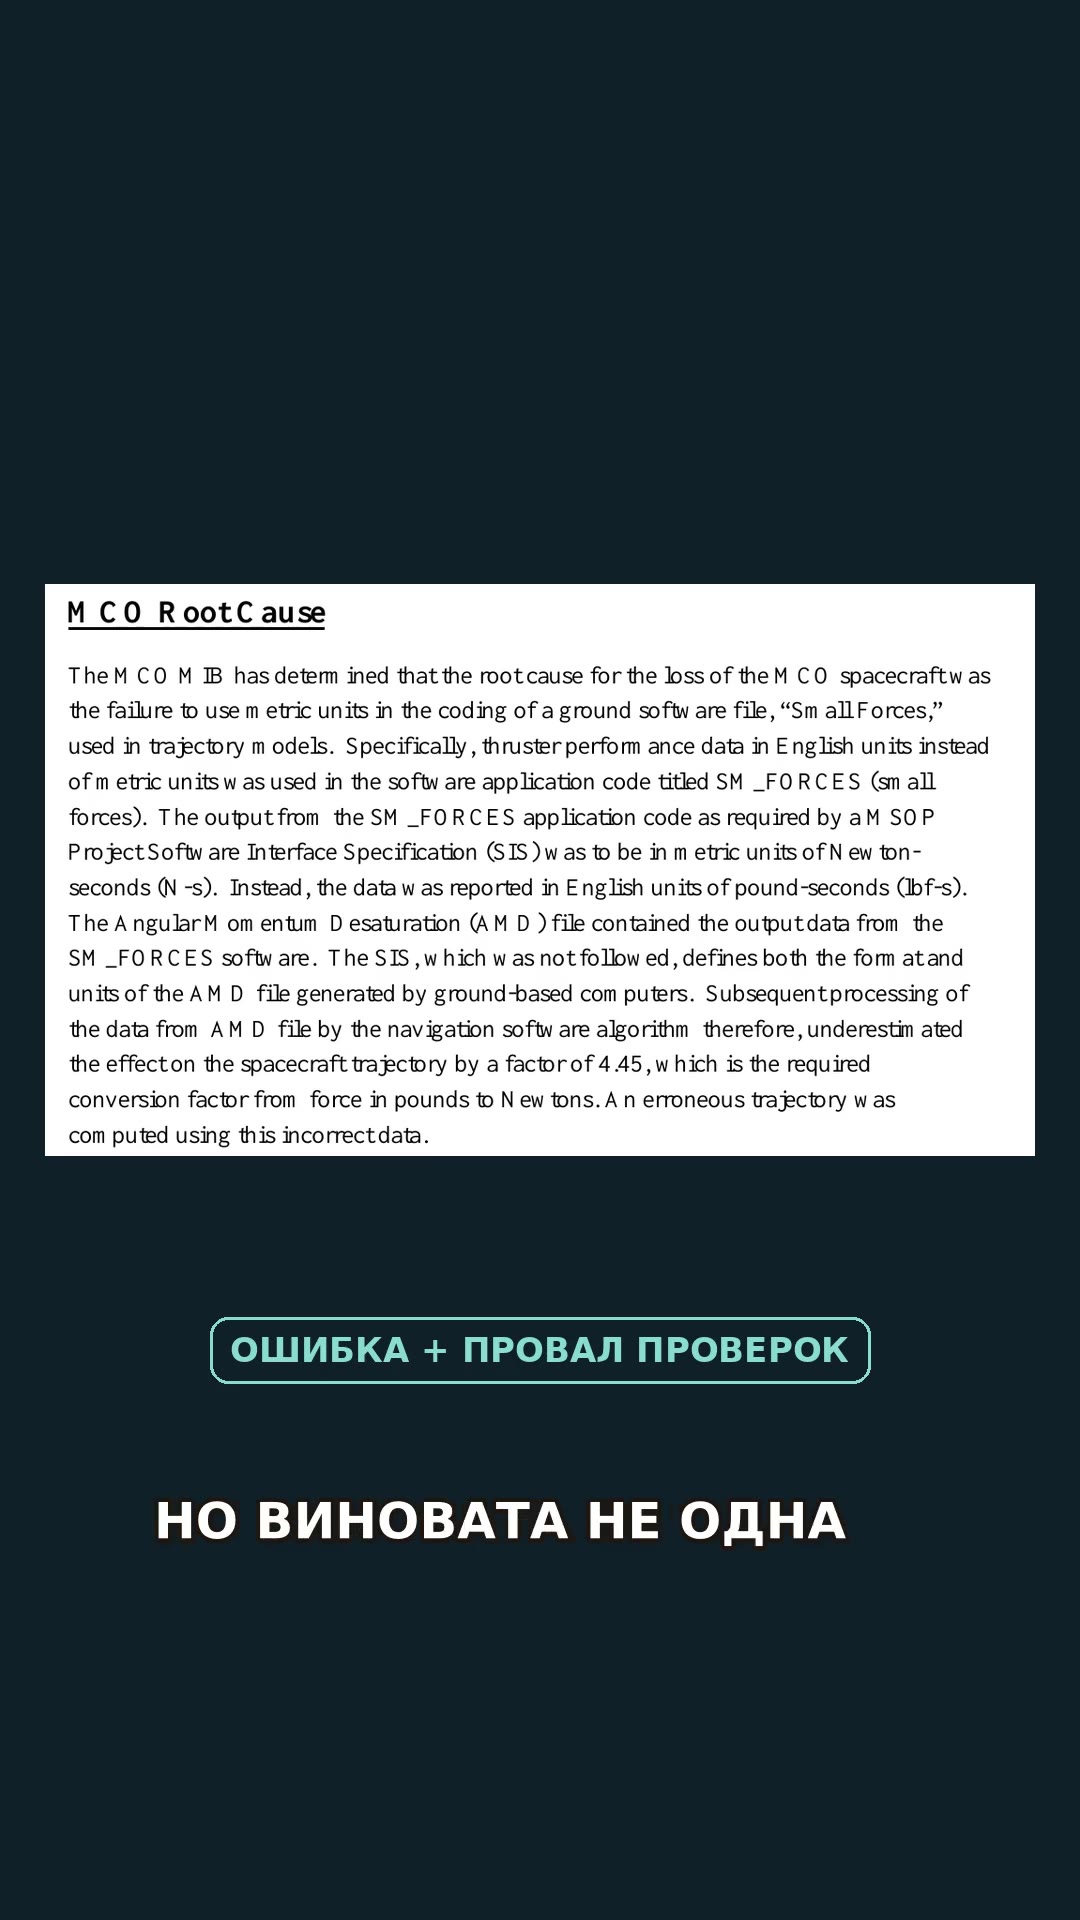 MCO Root Cause
The MCO MIB has determined that the root cause for the loss of the MCO spacecraft was
the failure to use metric units in the coding of a ground software file, “Small Forces,”
used in trajectory models. Specifically, thruster performance data in English units instead
of metric units was used in the software application code titled SM_FORCES (small
forces). The output from the SM_FORCES application code as required by a MSOP
Project Software Interface Specification (SIS) was to be in metric units of Newton-
seconds (N-s). Instead, the data was reported in English units of pound-seconds (lbf-s).
The Angular Momentum Desaturation (AMD) file contained the output data from the
SM_FORCES software. The SIS, which was not followed, defines both the format and
units of the AMD file generated by ground-based computers. Subsequent processing of
the data from AMD file by the navigation software algorithm therefore, underestimated
the effect on the spacecraft trajectory by a factor of 4.45, which is the required
conversion factor from force in pounds to Newtons. An erroneous trajectory was
computed using this incorrect data.
ОШИБКА + ПРОВАЛ ПРОВЕРОК
НО ВИНОВАТА НЕ ОДНА